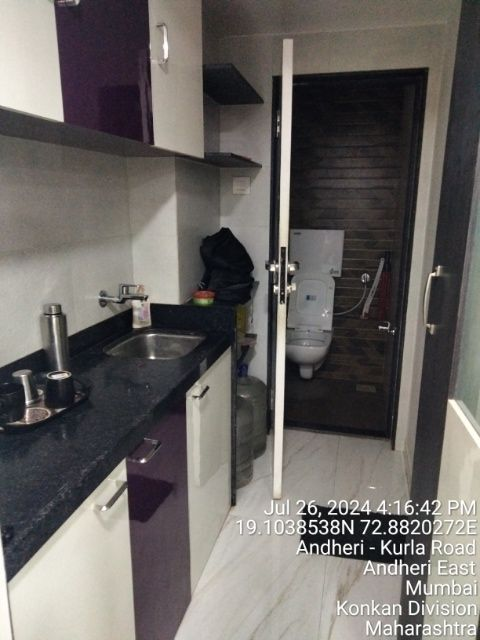 Jul 26, 2024 4:16:42 PM
19.1038538N 72.8820272E
Andheri - Kurla Road
Andheri East
Mumbai
Konkan Division
Maharashtra